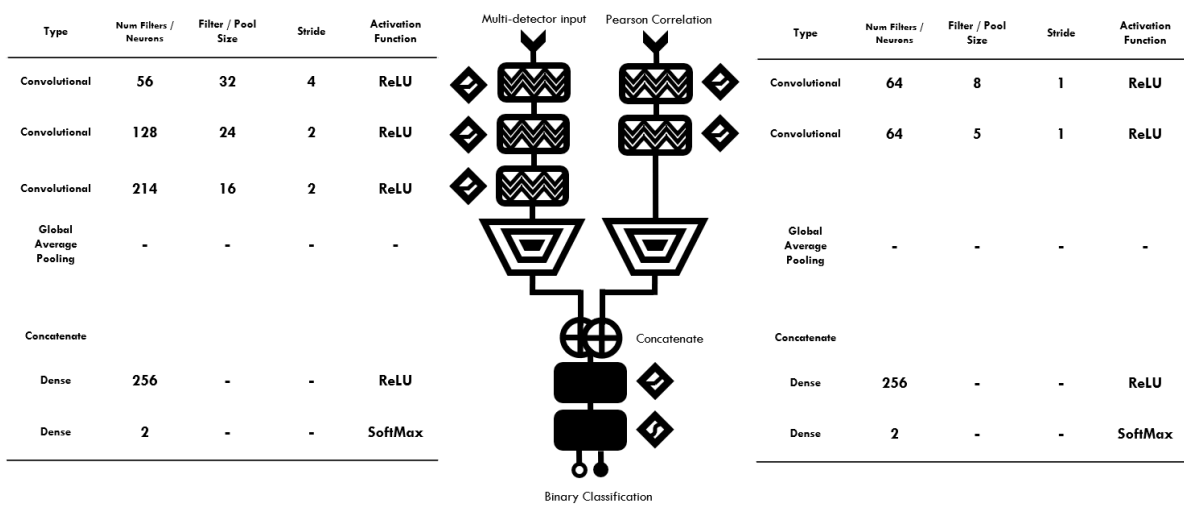 Type Num Filters / Neurons Filter / Pool Size Stride Activation Function
Convolutional 56 32 4 ReLU
Convolutional 128 24 2 ReLU
Convolutional 214 16 2 ReLU
Global Average Pooling - - - -
Concatenate
Dense 256 - - ReLU
Dense 2 - - SoftMax
Multi-detector input
Pearson Correlation
Concatenate
Binary Classification
Type Num Filters / Neurons Filter / Pool Size Stride Activation Function
Convolutional 64 8 1 ReLU
Convolutional 64 5 1 ReLU
Global Average Pooling - - - -
Concatenate
Dense 256 - - ReLU
Dense 2 - - SoftMax